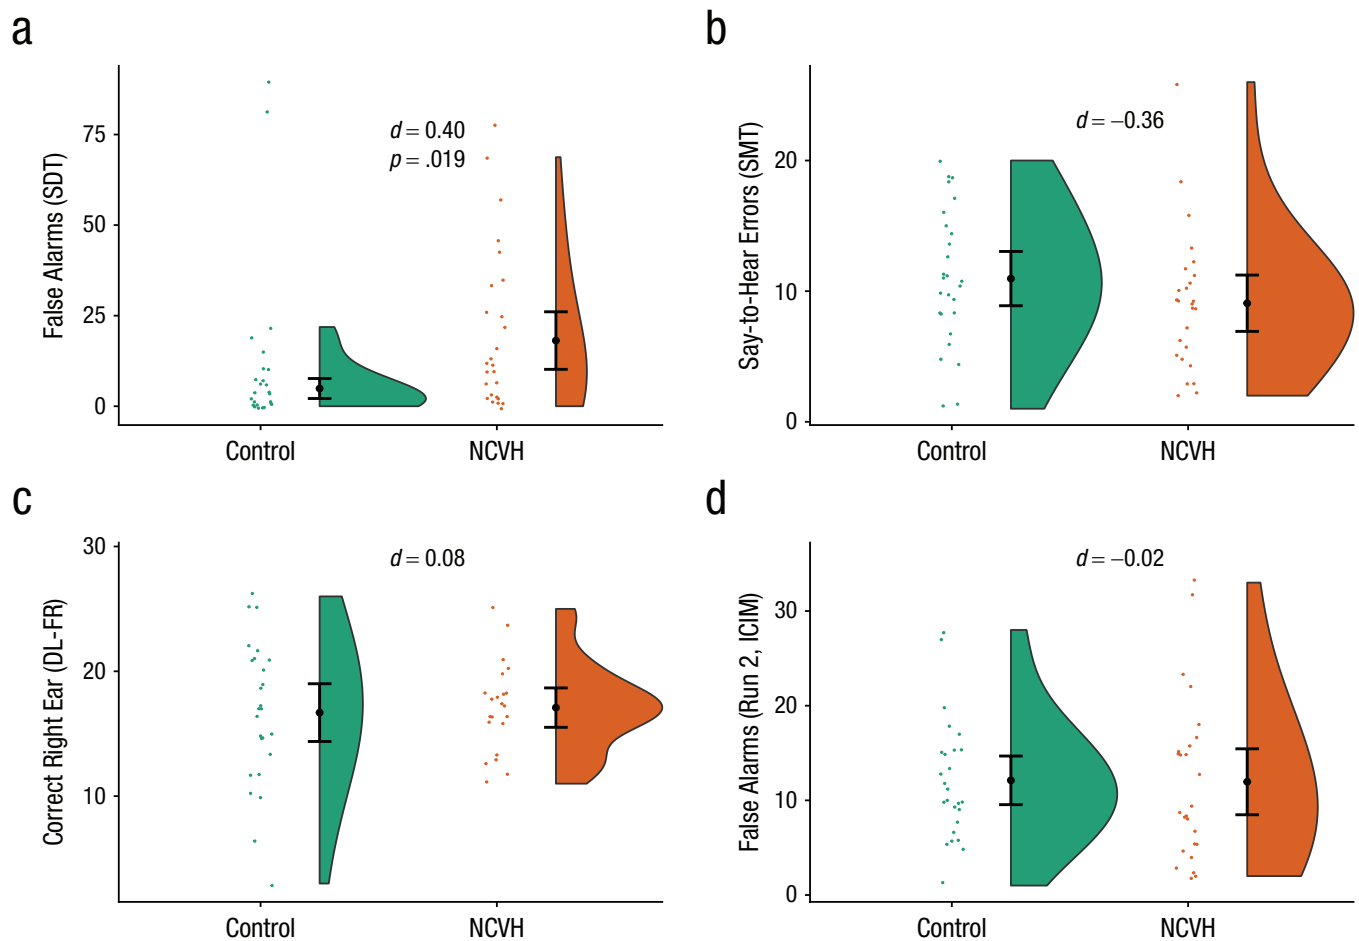 a
False Alarms (SDT)
75
50
25
0
d = 0.40
p = .019
Control
NCVH
b
Say-to-Hear Errors (SMT)
20
10
0
d = −0.36
Control
NCVH
c
Correct Right Ear (DL-FR)
30
20
10
d = 0.08
Control
NCVH
d
False Alarms (Run 2, ICIM)
30
20
10
0
d = −0.02
Control
NCVH